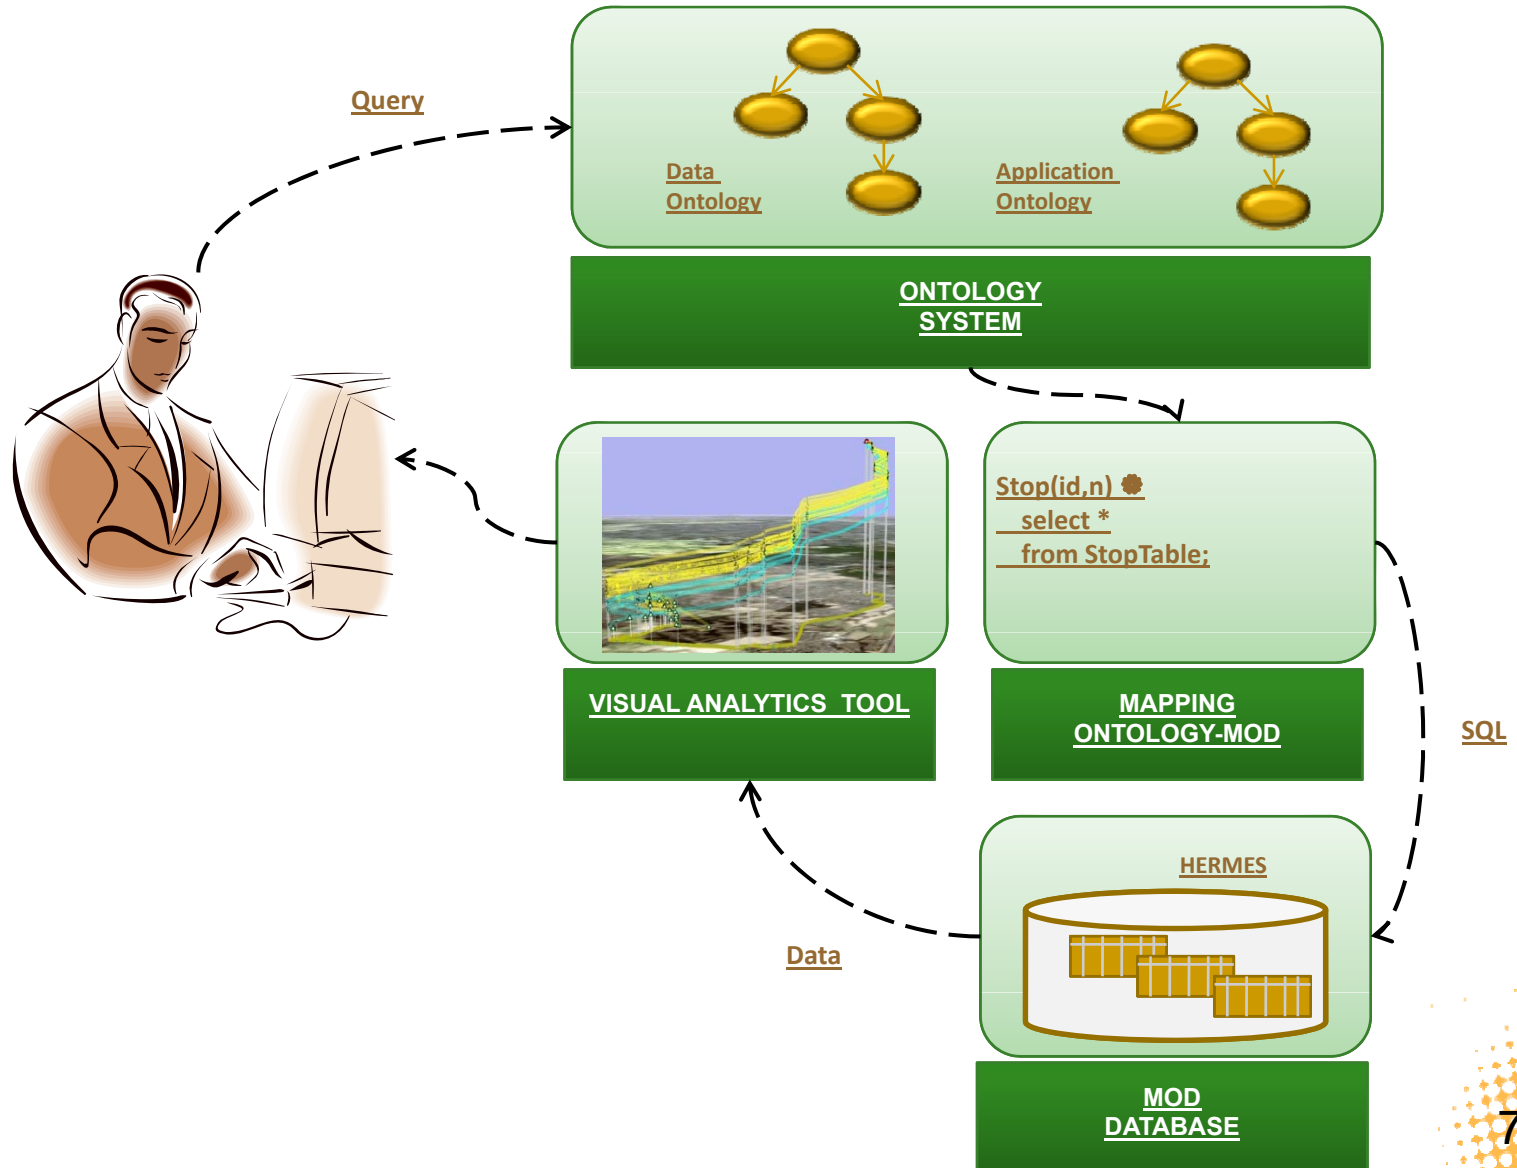 Query
Data
Ontology
Application
Ontology
ONTOLOGY
SYSTEM
Stop(id,n)
select *
from StopTable;
VISUAL ANALYTICS  TOOL
MAPPING
ONTOLOGY-MOD
SQL
HERMES
Data
MOD
DATABASE
7